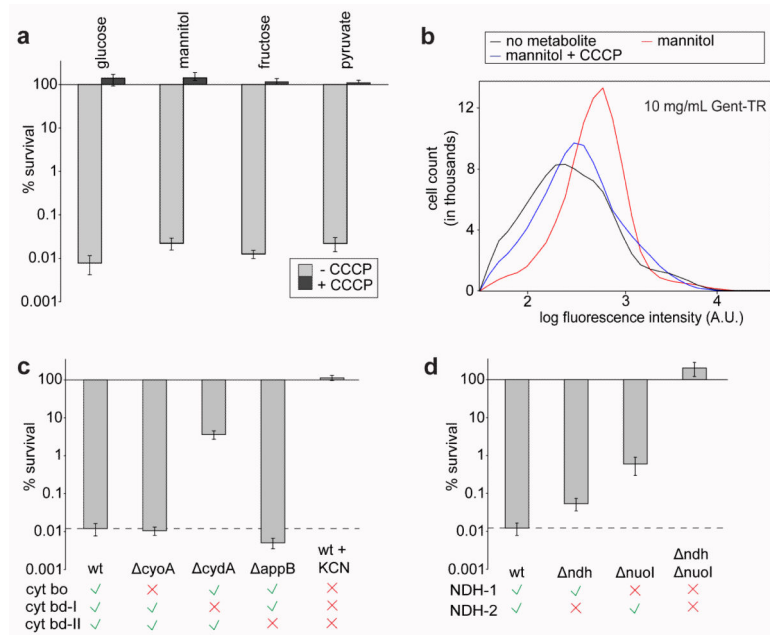 a
glucose
mannitol
fructose
pyruvate
% survival
100
10
1
0.1
0.01
0.001
- CCCP
+ CCCP
b
no metabolite
mannitol
mannitol + CCCP
10 mg/mL Gent-TR
cell count
(in thousands)
12
8
4
0
2
3
4
log fluorescence intensity (A.U.)
c
% survival
100
10
1
0.1
0.01
0.001
wt ΔcyoA ΔcydA ΔappB wt +
KCN
cyt bo ✓ × ✓ ✓ ×
cyt bd-I ✓ ✓ × ✓ ×
cyt bd-II ✓ ✓ ✓ × ×
d
% survival
100
10
1
0.1
0.01
0.001
wt Δndh ΔnuoI Δndh
ΔnuoI
NDH-1 ✓ ✓ × ×
NDH-2 ✓ × ✓ ×